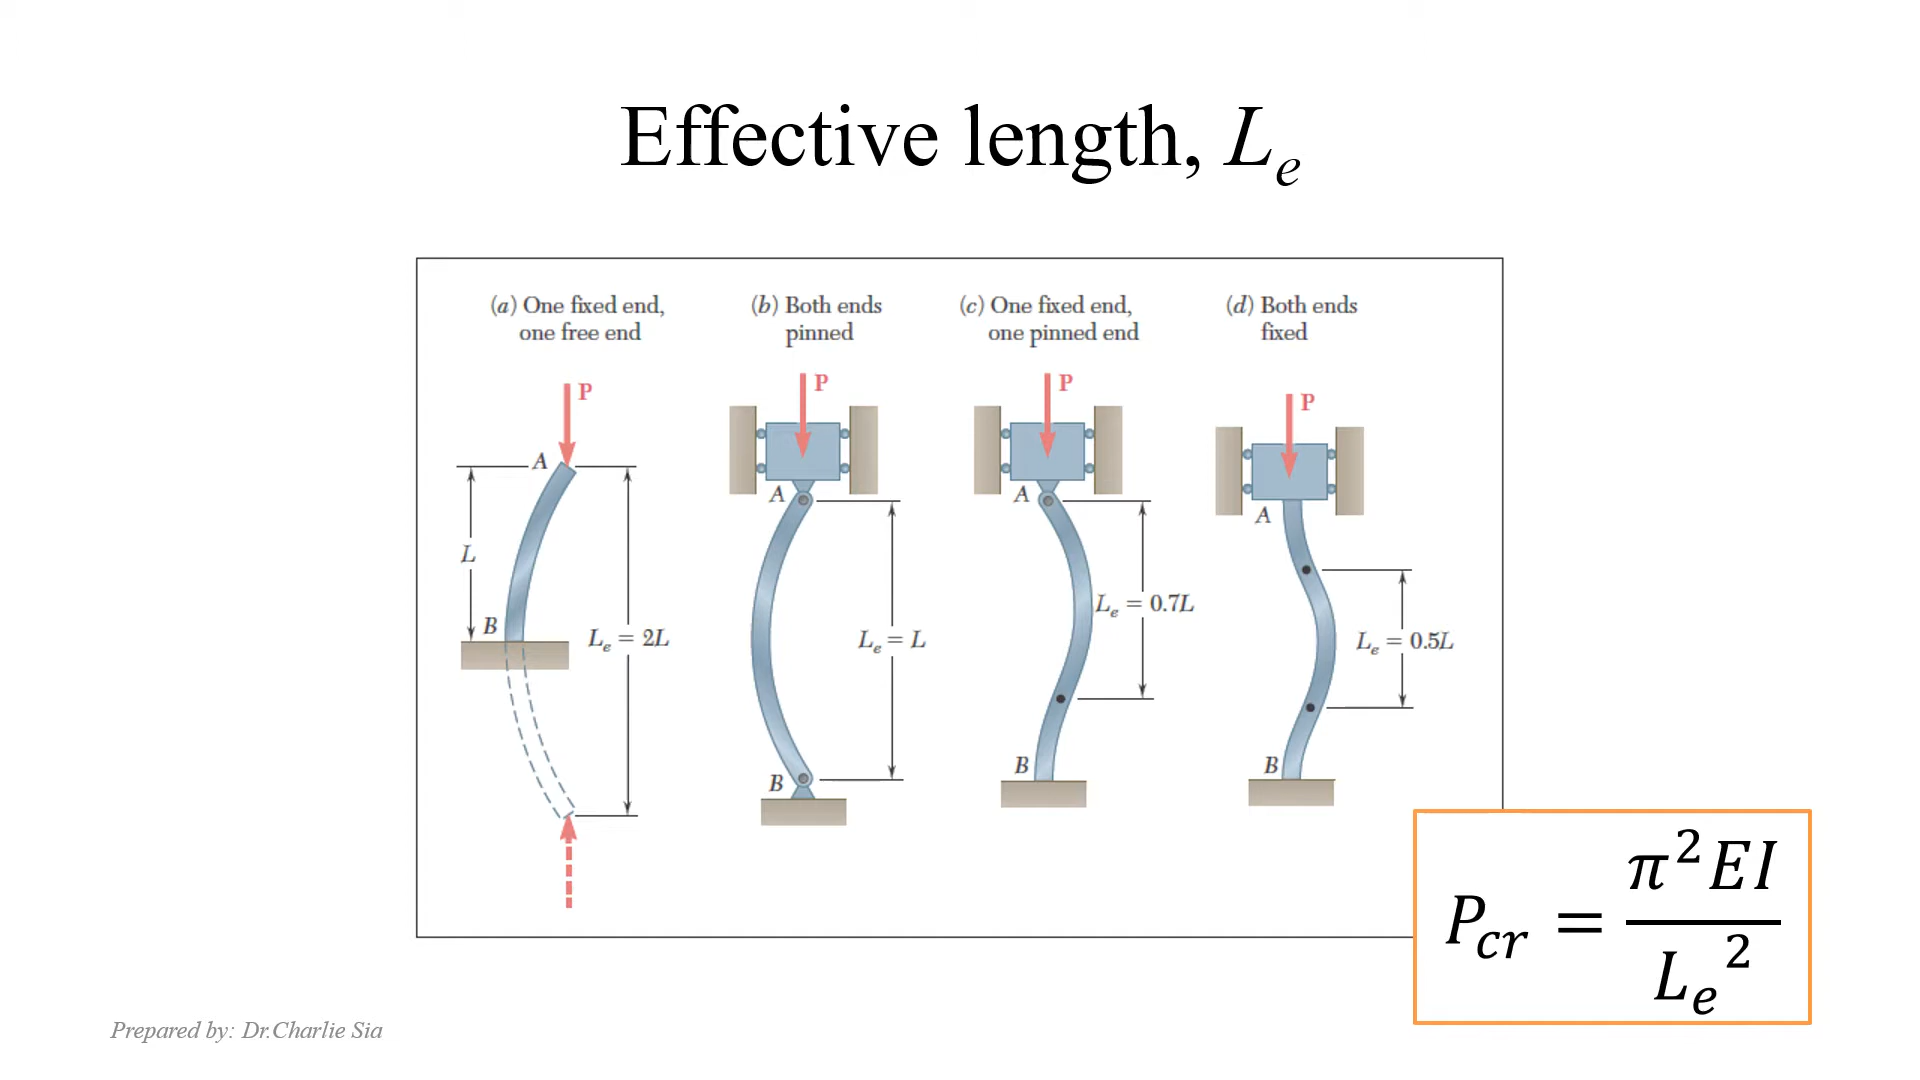 Effective length, Lₑ
(a) One fixed end,
one free end
(b) Both ends
pinned
(c) One fixed end,
one pinned end
(d) Both ends
fixed
P
A
L
B
Lₑ = 2L
P
A
Lₑ = L
B
P
A
Lₑ = 0.7L
B
P
A
Lₑ = 0.5L
B
P_cr = π²EI / Lₑ²
Prepared by: Dr.Charlie Sia